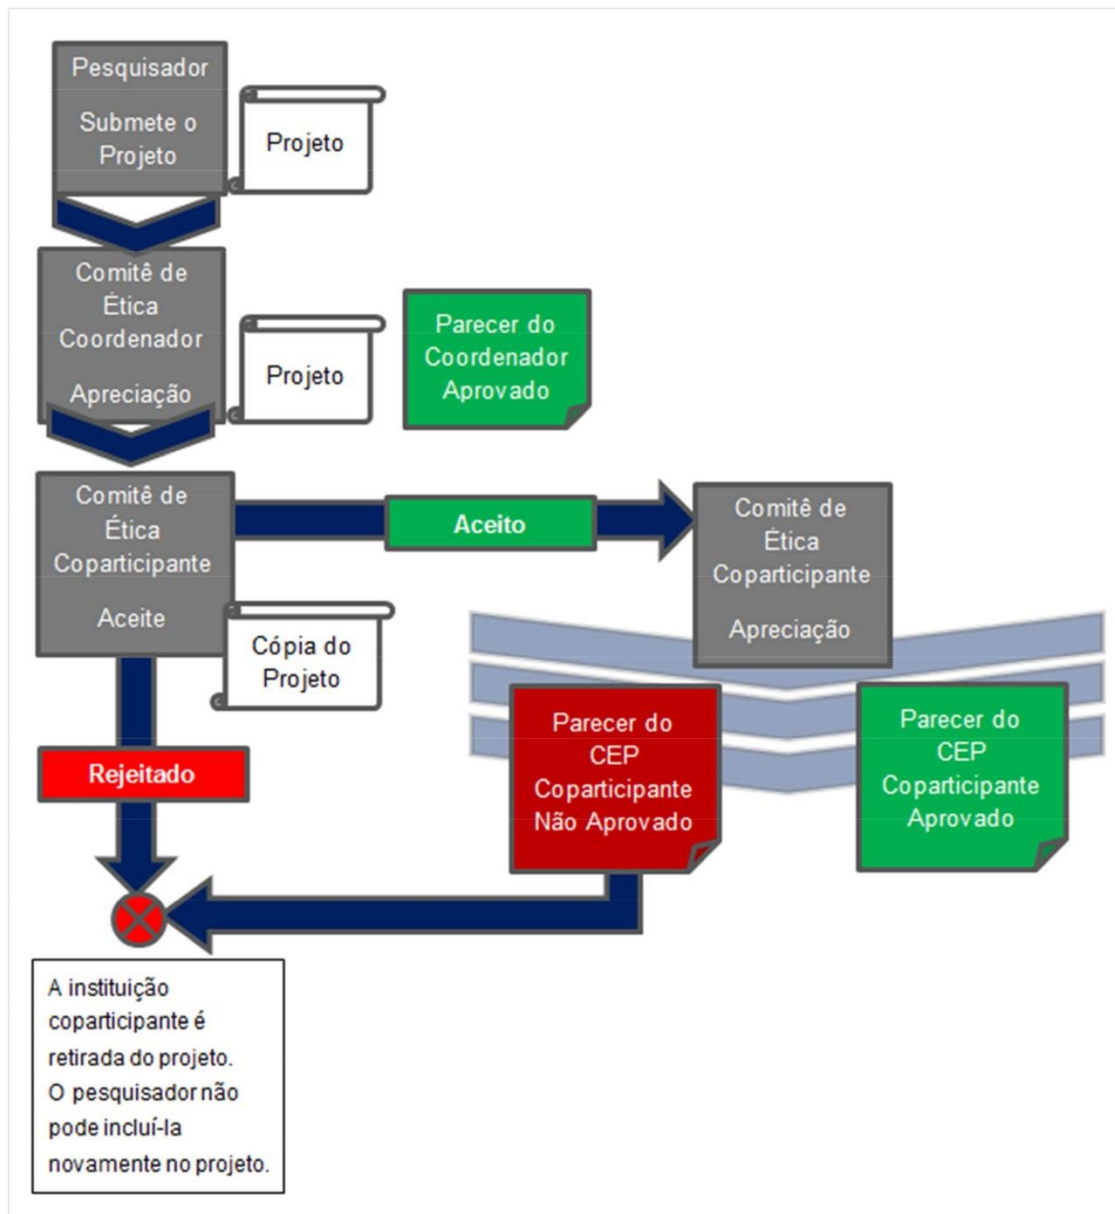 Pesquisador
Submete o
Projeto
Projeto
Comitê de
Ética
Coordenador
Apreciação
Projeto
Parecer do
Coordenador
Aprovado
Comitê de
Ética
Coparticipante
Aceite
Cópia do
Projeto
Aceito
Comitê de
Ética
Coparticipante
Apreciação
Parecer do
CEP
Coparticipante
Não Aprovado
Parecer do
CEP
Coparticipante
Aprovado
Rejeitado
A instituição
coparticipante é
retirada do projeto.
O pesquisador não
pode incluí-la
novamente no projeto.